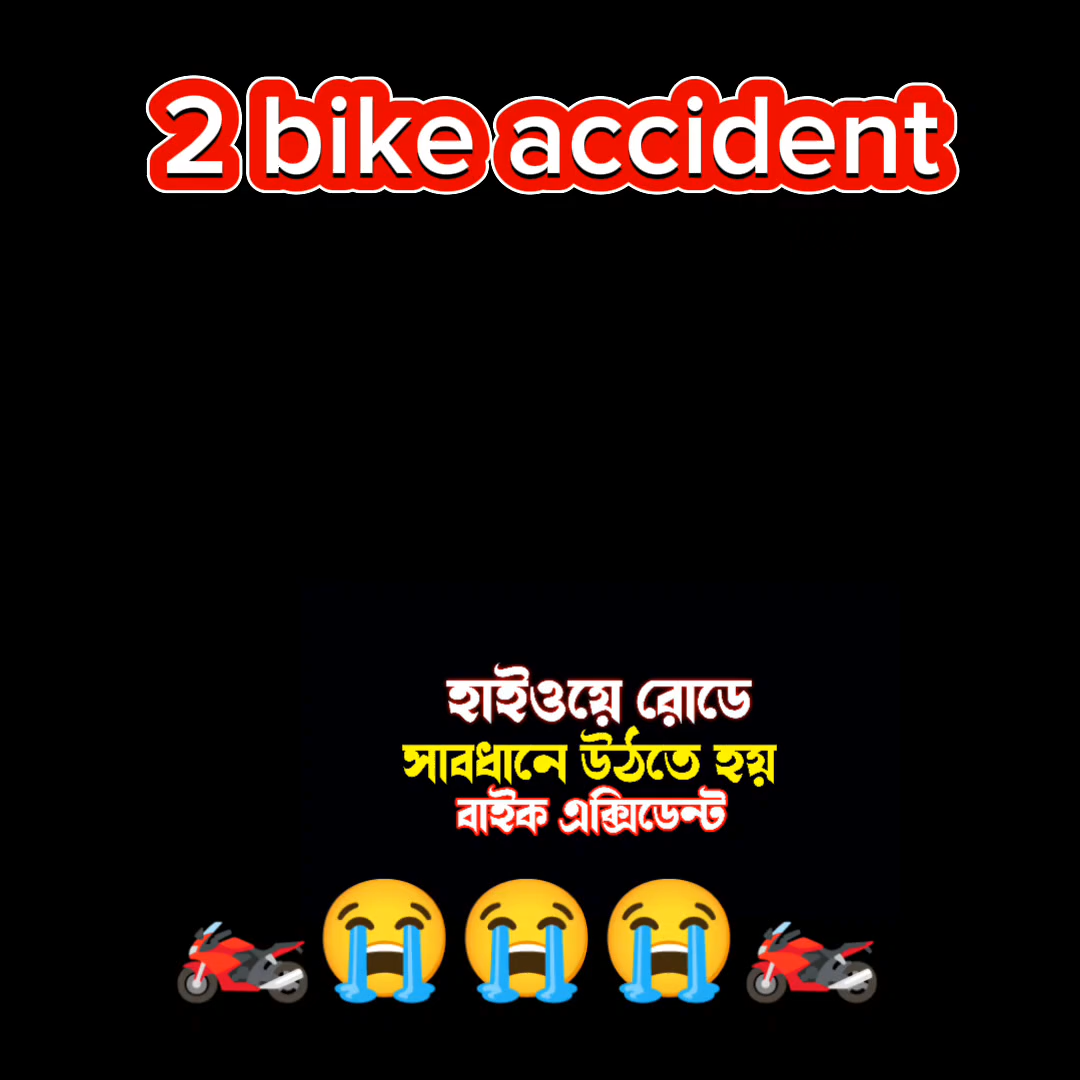 2 bike accident
হাইওয়ে রোডে
সাবধানে উঠতে হয়
বাইক এক্সিডেন্ট